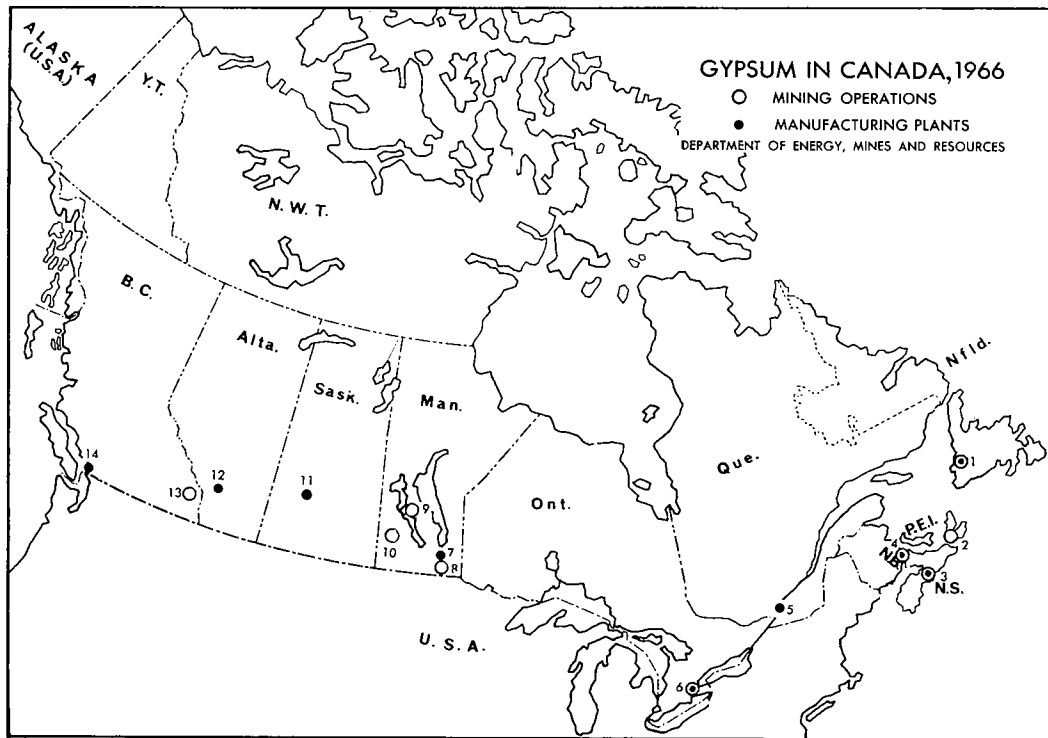 ALASKA
(U.S.A)
Y.T.
GYPSUM IN CANADA, 1966
MINING OPERATIONS
MANUFACTURING PLANTS
DEPARTMENT OF ENERGY, MINES AND RESOURCES
N.W.T.
B.C.
Alta.
Sask.
Man.
Nfld.
Que.
Ont.
14
13
12
11
9
10
7
8
1
P.E.I.
2
4
N.B.
3
N.S.
5
6
U.S.A.